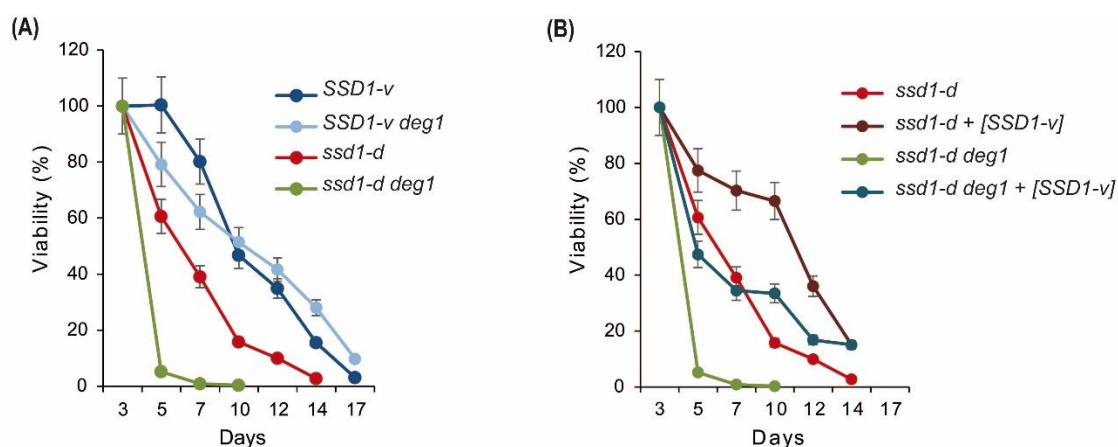 (A)
120
100
80
60
40
20
0
Viability (%)
3 5 7 10 12 14 17
Days
SSD1-v
SSD1-v deg1
ssd1-d
ssd1-d deg1
(B)
120
100
80
60
40
20
0
Viability (%)
3 5 7 10 12 14 17
Days
ssd1-d
ssd1-d + [SSD1-v]
ssd1-d deg1
ssd1-d deg1 + [SSD1-v]